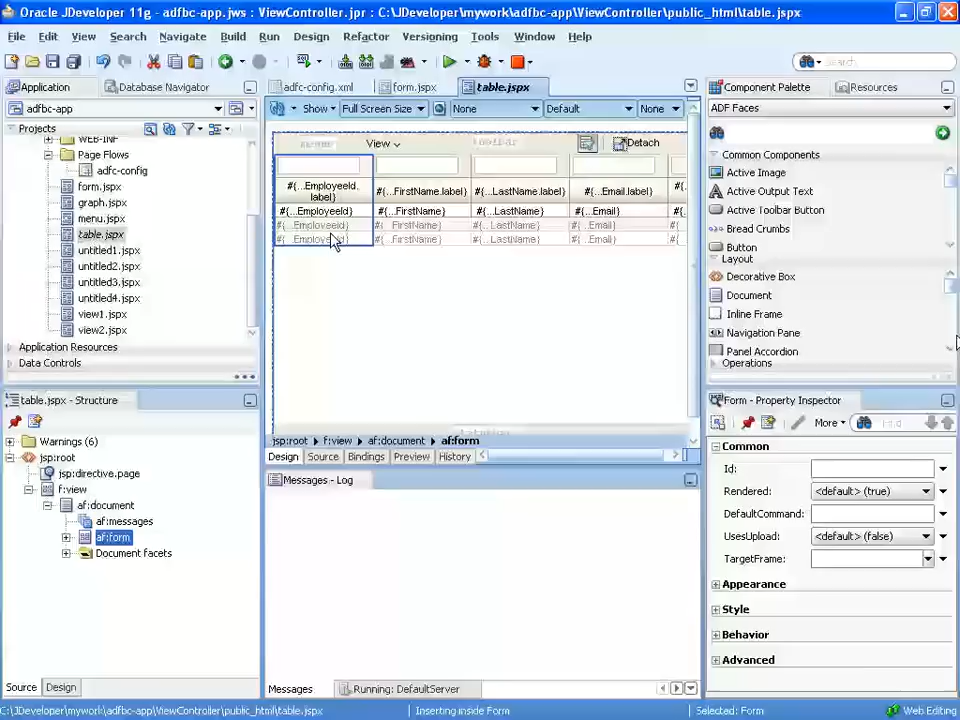 Oracle JDeveloper 11g - adfbc-app.jws : ViewController.jpr : C:\JDeveloper\mywork\adfbc-app\ViewController\public_html\table.jspx
File Edit View Search Navigate Build Run Design Refactor Versioning Tools Window Help
Search
Application Database Navigator
adfbc-app
Projects
WEB-INF
Page Flows
adfc-config
form.jspx
graph.jspx
menu.jspx
table.jspx
untitled1.jspx
untitled2.jspx
untitled3.jspx
untitled4.jspx
view1.jspx
view2.jspx
Application Resources
Data Controls
adfc-config.xml form.jspx table.jspx
Show Full Screen Size None Default None
View Detach
#{...EmployeeId.
label} #{...FirstName.label} #{...LastName.label} #{...Email.label} #{..
#{...EmployeeId} #{...FirstName} #{...LastName} #{...Email} #{
#{...EmployeeId} #{...FirstName} #{...LastName} #{...Email} #{
#{...FirstName} #{...LastName} #{...Email} #{
jsp:root f:view af:document af:form
Design Source Bindings Preview History
Messages - Log
Messages Running: DefaultServer
Component Palette Resources
ADF Faces
Common Components
Active Image
Active Output Text
Active Toolbar Button
Bread Crumbs
Button
Layout
Decorative Box
Document
Inline Frame
Navigation Pane
Panel Accordion
Operations
table.jspx - Structure
Warnings (6)
jsp:root
jsp:directive.page
f:view
af:document
af:messages
af:form
Document facets
Source Design
Form - Property Inspector
More Find
Common
Id:
Rendered: <default> (true)
DefaultCommand:
UsesUpload: <default> (false)
TargetFrame:
Appearance
Style
Behavior
Advanced
C:\JDeveloper\mywork\adfbc-app\ViewController\public_html\table.jspx Inserting inside Form Selected: Form Web Editing